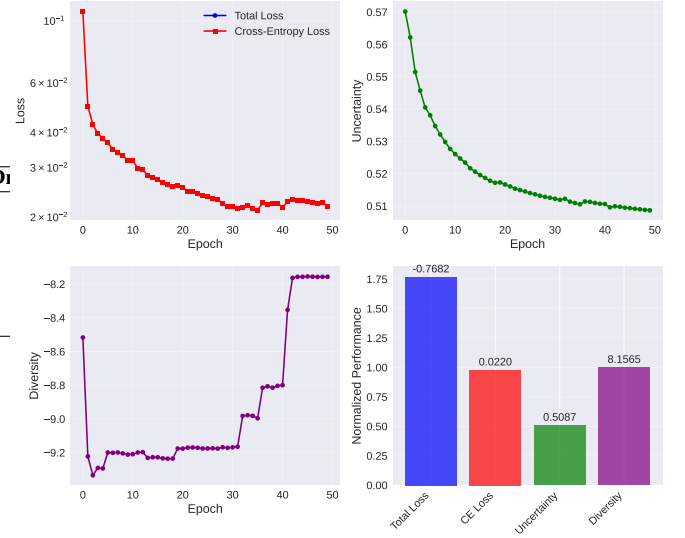 Total Loss
Cross-Entropy Loss
10⁻¹
6 × 10⁻²
4 × 10⁻²
3 × 10⁻²
2 × 10⁻²
Loss
0 10 20 30 40 50
Epoch
0.57
0.56
0.55
0.54
0.53
0.52
0.51
Uncertainty
0 10 20 30 40 50
Epoch
−8.2
−8.4
−8.6
−8.8
−9.0
−9.2
Diversity
0 10 20 30 40 50
Epoch
1.75
1.50
1.25
1.00
0.75
0.50
0.25
0.00
Normalized Performance
-0.7682
0.0220
0.5087
8.1565
Total Loss
CE Loss
Uncertainty
Diversity